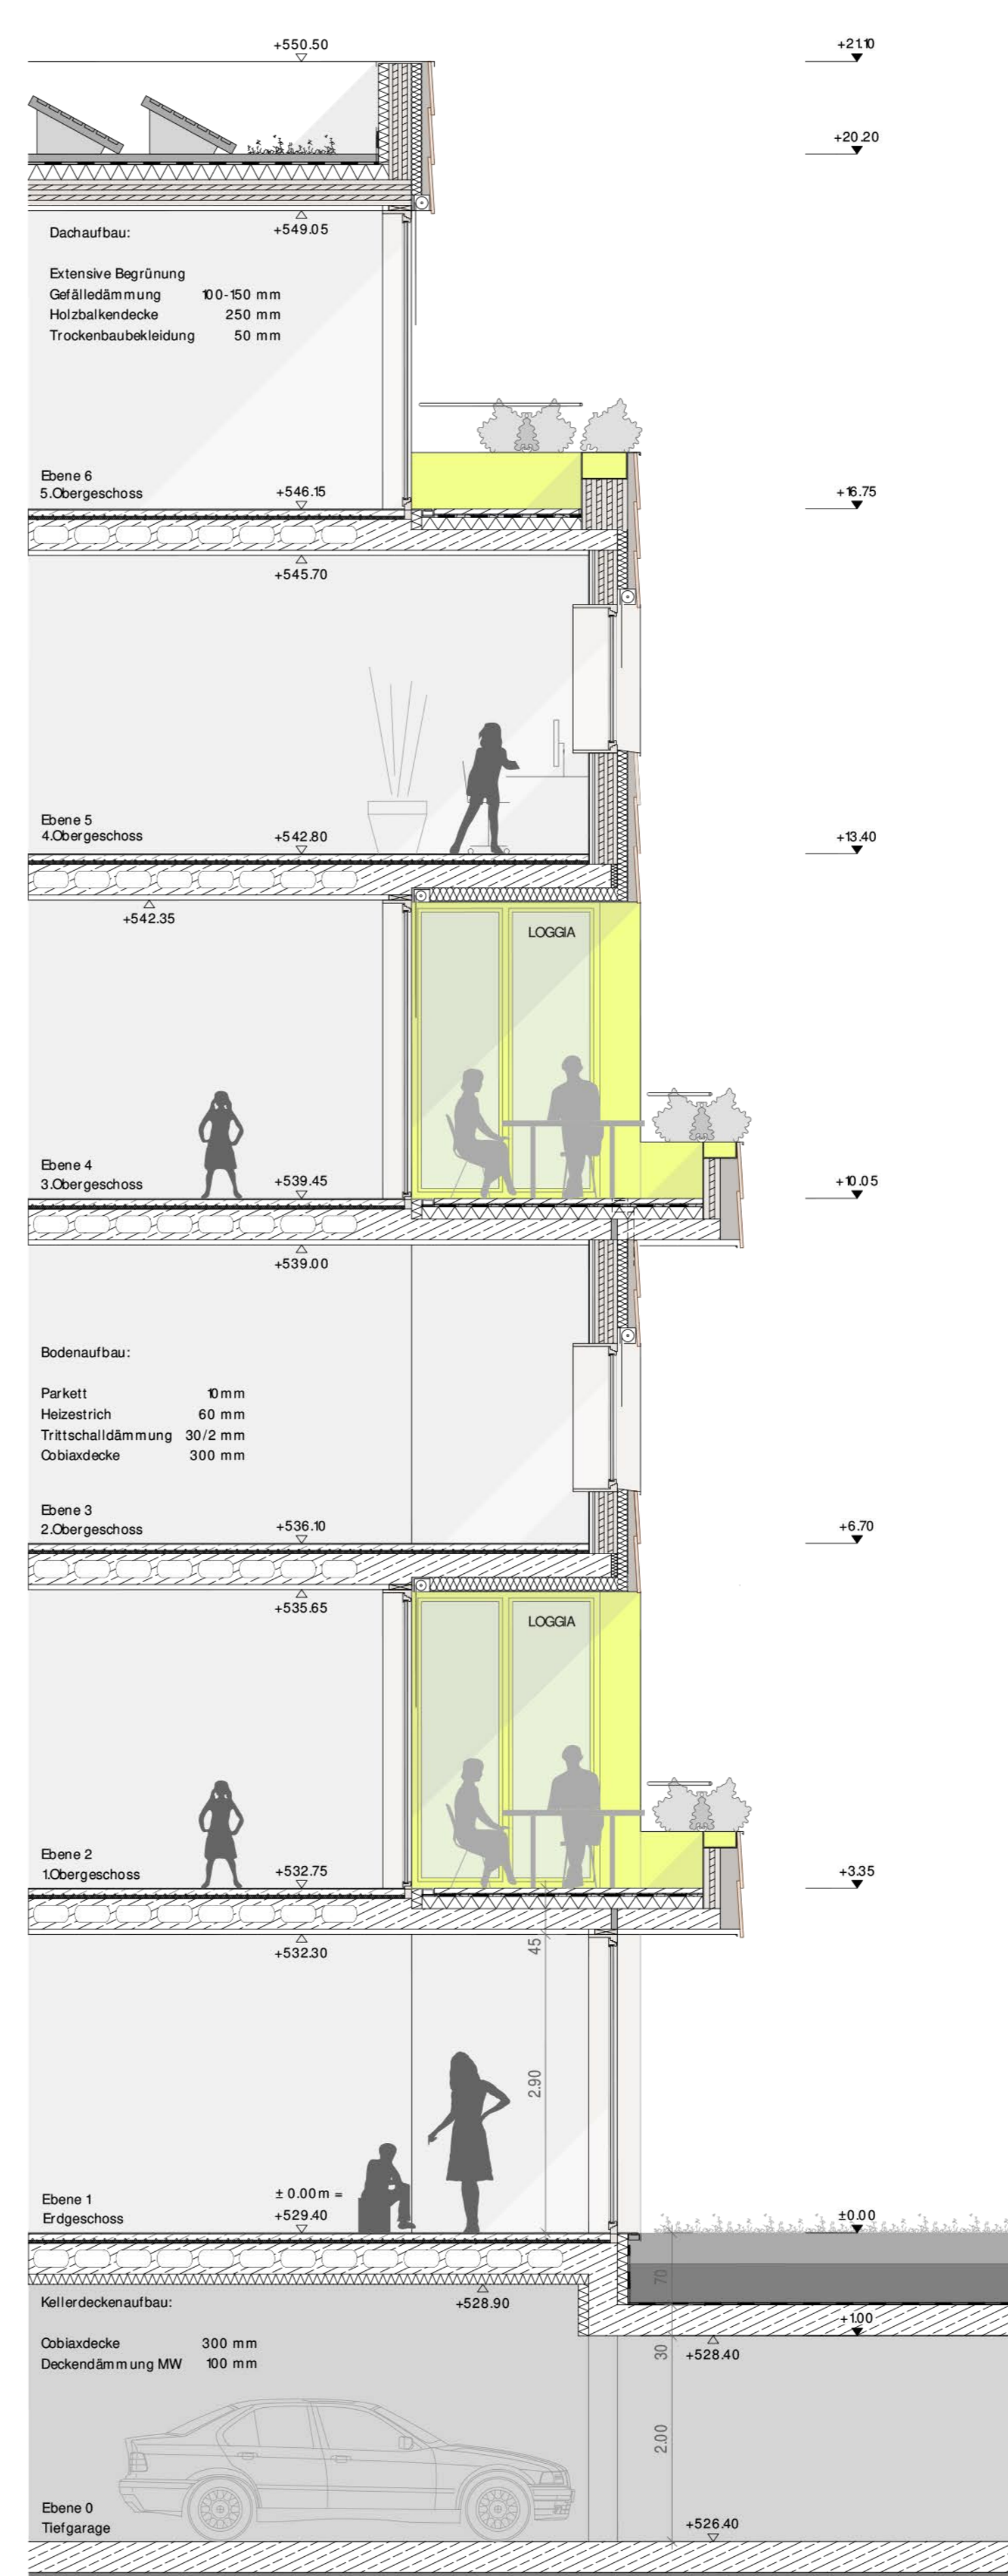 +550.50
+21.10
+20.20
Dachaufbau:
+549.05
Extensive Begrünung
Gefälledämmung 100-150 mm
Holzbalkendecke 250 mm
Trockenbaubekleidung 50 mm
Ebene 6
5.Obergeschoss
+546.15
+16.75
+545.70
Ebene 5
4.Obergeschoss
+542.80
+13.40
+542.35
LOGGIA
Ebene 4
3.Obergeschoss
+539.45
+10.05
+539.00
Bodenaufbau:
Parkett 10 mm
Heizestrich 60 mm
Trittschalldämmung 30/2 mm
Cobiaxdecke 300 mm
Ebene 3
2.Obergeschoss
+536.10
+6.70
+535.65
LOGGIA
Ebene 2
1.Obergeschoss
+532.75
+3.35
+532.30
45
2.90
Ebene 1
Erdgeschoss
± 0.00m =
+529.40
±0.00
70
Kellerdeckenaufbau:
+528.90
+1.00
Cobiaxdecke 300 mm
Deckendämmung MW 100 mm
30
+528.40
2.00
Ebene 0
Tiefgarage
+526.40